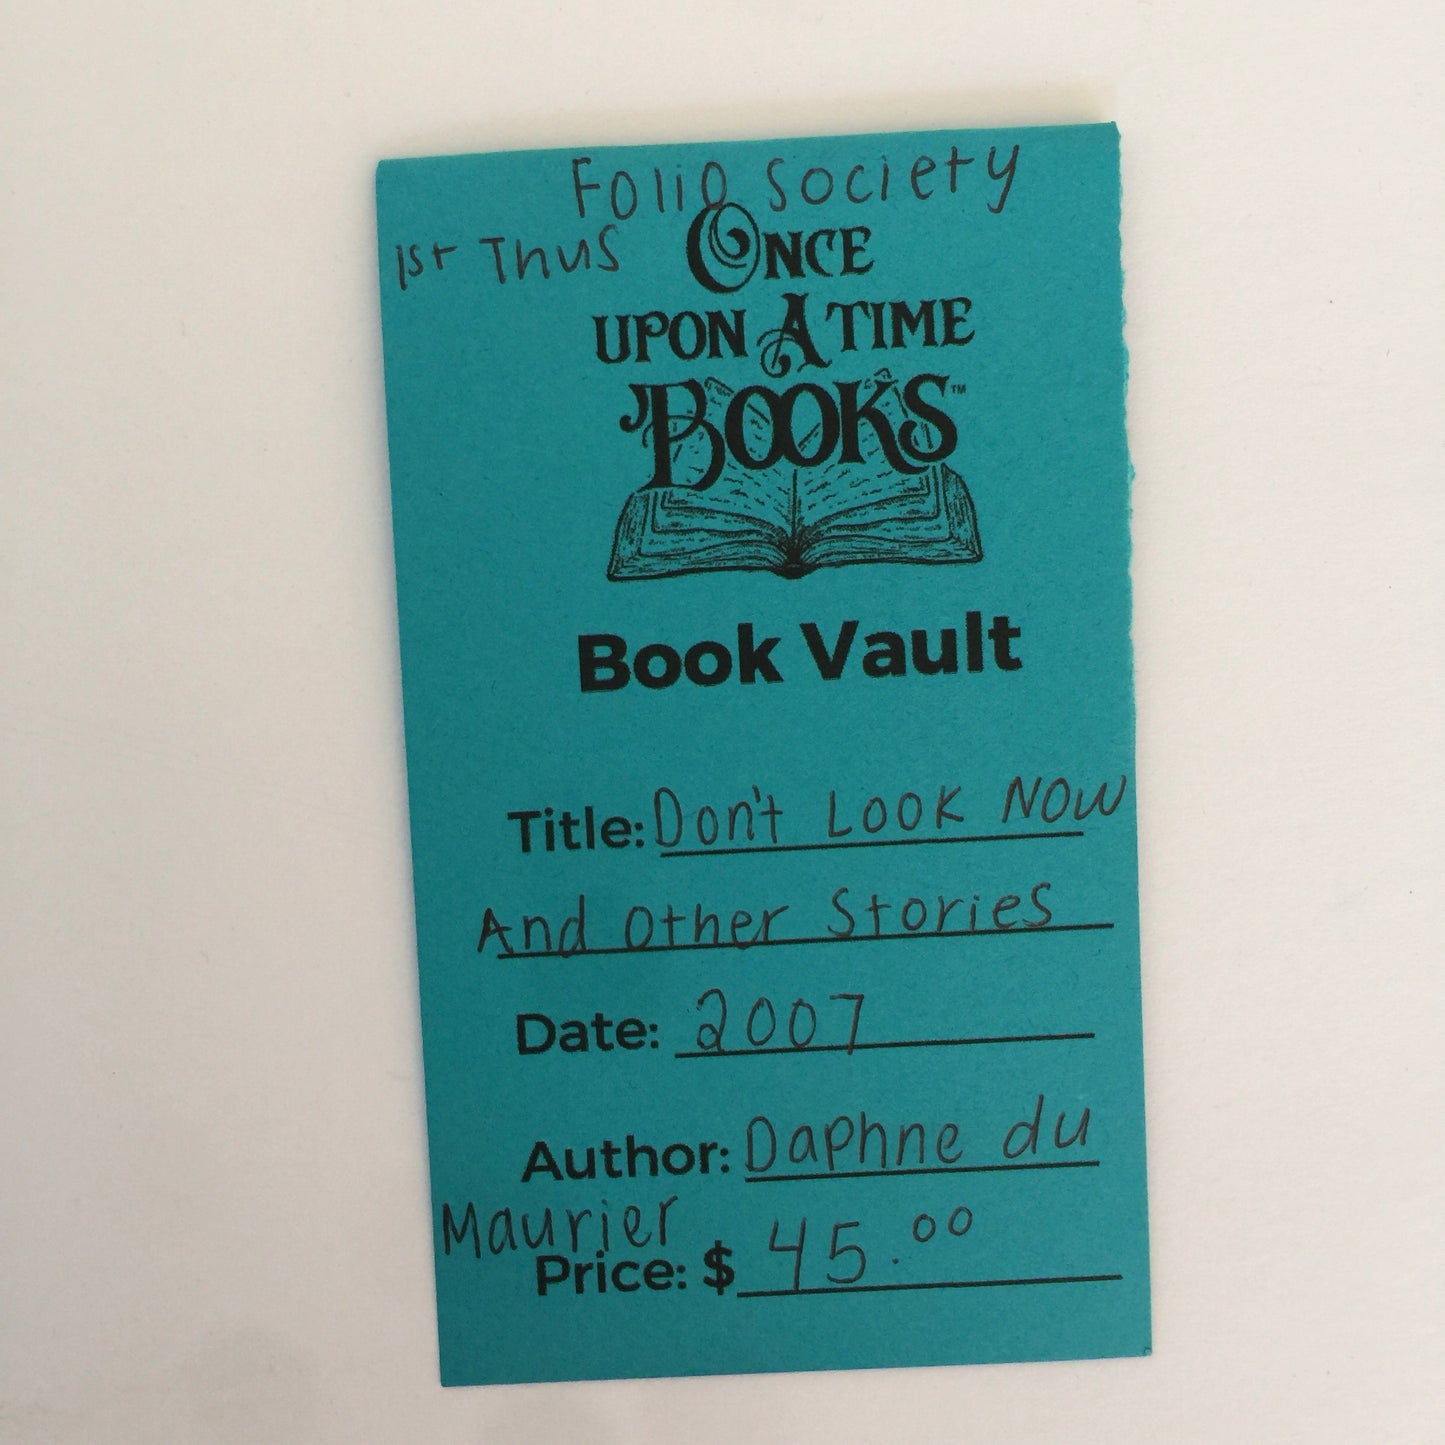 Folio Society
1st Thus
ONCE
UPON A TIME
BOOKS™
Book Vault
Title: Don't Look Now
And Other Stories
Date: 2007
Author: Daphne du
Maurier
Price: $ 45.00